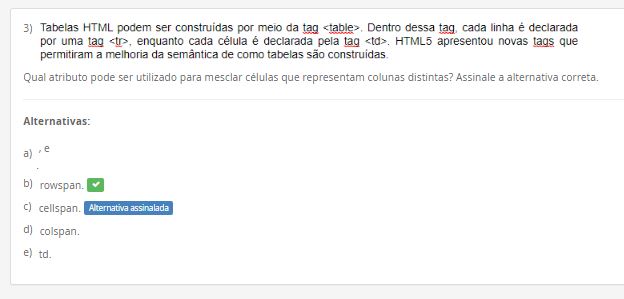 3) Tabelas HTML podem ser construídas por meio da tag <table>. Dentro dessa tag, cada linha é declarada
por uma tag <tr>, enquanto cada célula é declarada pela tag <td>. HTML5 apresentou novas tags que
permitiram a melhoria da semântica de como tabelas são construídas.
Qual atributo pode ser utilizado para mesclar células que representam colunas distintas? Assinale a alternativa correta.
Alternativas:
a) , e
.
b) rowspan.
c) cellspan. Alternativa assinalada
d) colspan.
e) td.